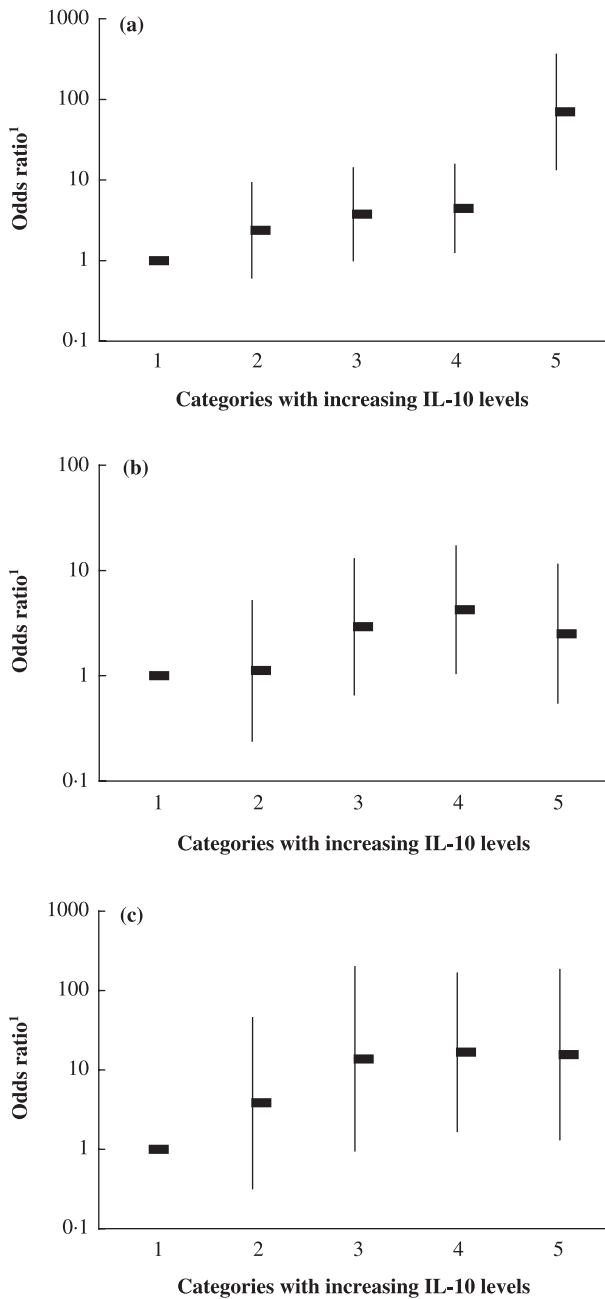 (a)
1000
100
10
1
0·1
Odds ratio¹
1 2 3 4 5
Categories with increasing IL-10 levels
(b)
100
10
1
0·1
Odds ratio¹
1 2 3 4 5
Categories with increasing IL-10 levels
(c)
1000
100
10
1
0·1
Odds ratio¹
1 2 3 4 5
Categories with increasing IL-10 levels